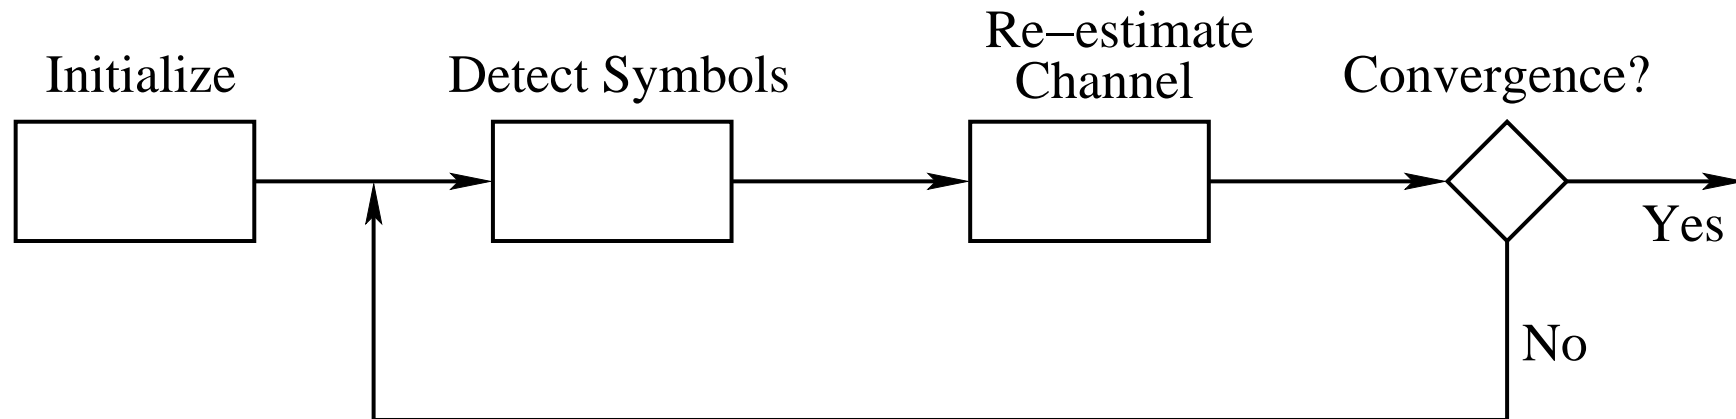 Initialize
Detect Symbols
Re−estimate
Channel
Convergence?
Yes
No